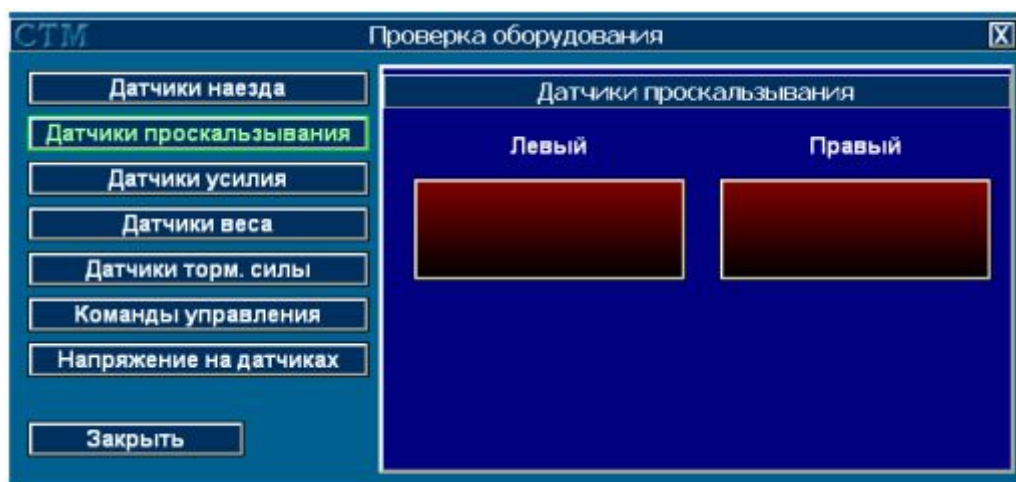 СТМ
Проверка оборудования
X
Датчики наезда
Датчики проскальзывания
Датчики усилия
Датчики веса
Датчики торм. силы
Команды управления
Напряжение на датчиках
Закрыть
Датчики проскальзывания
Левый
Правый